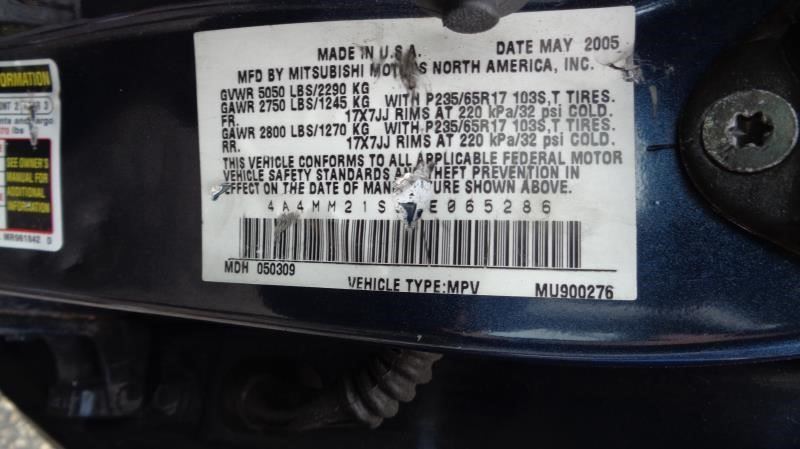 MADE IN U.S.A. DATE MAY 2005
MFD BY MITSUBISHI MOTORS NORTH AMERICA, INC.
GVWR 5050 LBS/2290 KG
GAWR 2750 LBS/1245 KG WITH P235/65R17 103S,T TIRES.
FR. 17X7JJ RIMS AT 220 kPa/32 psi COLD.
GAWR 2800 LBS/1270 KG WITH P235/65R17 103S,T TIRES.
RR. 17X7JJ RIMS AT 220 kPa/32 psi COLD.
THIS VEHICLE CONFORMS TO ALL APPLICABLE FEDERAL MOTOR
VEHICLE SAFETY STANDARDS AND THEFT PREVENTION IN
EFFECT ON THE DATE OF MANUFACTURE SHOWN ABOVE.
MDH 050309
VEHICLE TYPE:MPV MU900276
SEE OWNER'S
MANUAL FOR
ADDITIONAL
INFORMATION